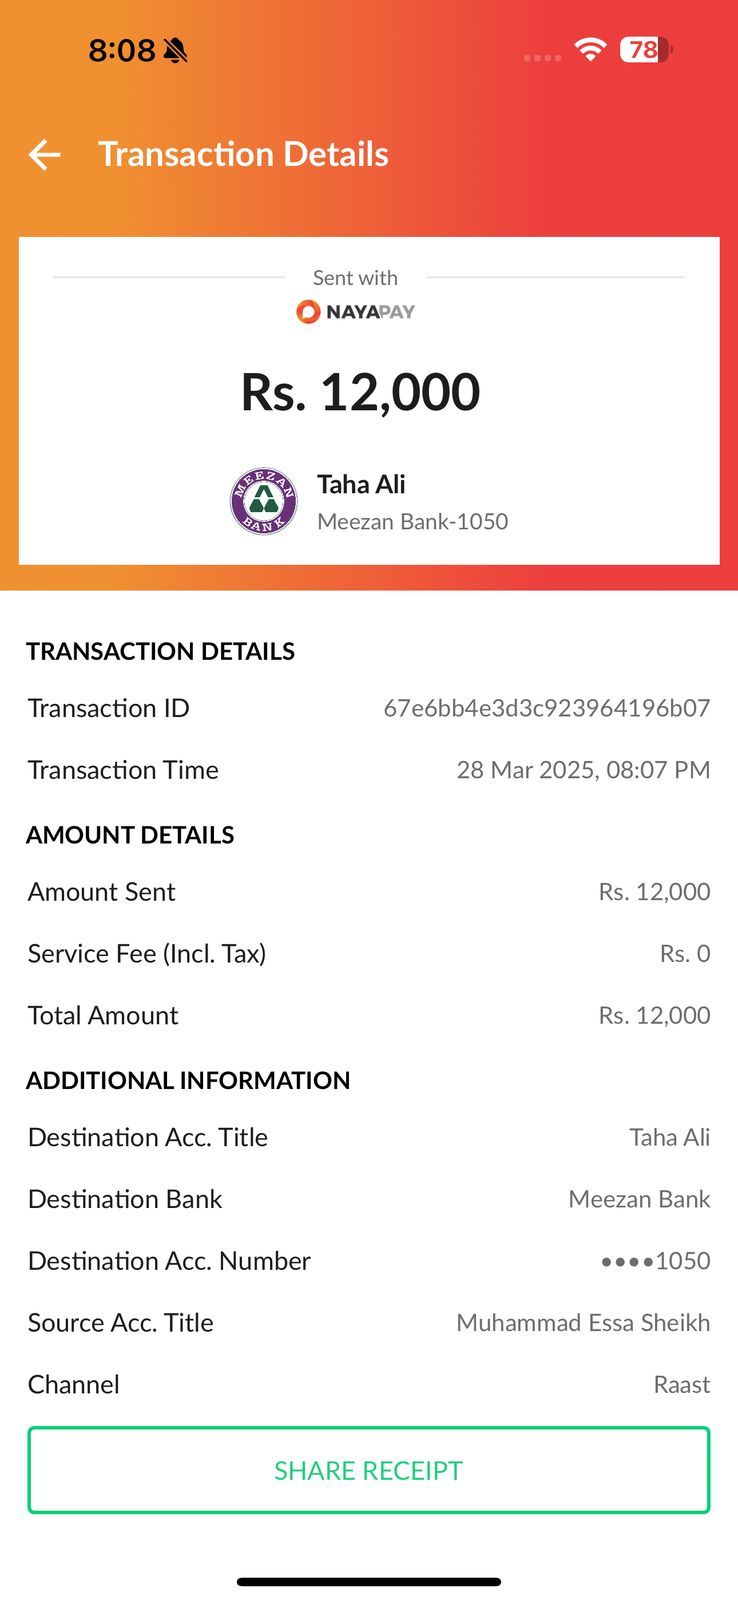 8:08
78
Transaction Details
Sent with
NAYAPAY
Rs. 12,000
MEEZAN BANK
Taha Ali
Meezan Bank-1050
TRANSACTION DETAILS
Transaction ID 67e6bb4e3d3c923964196b07
Transaction Time 28 Mar 2025, 08:07 PM
AMOUNT DETAILS
Amount Sent Rs. 12,000
Service Fee (Incl. Tax) Rs. 0
Total Amount Rs. 12,000
ADDITIONAL INFORMATION
Destination Acc. Title Taha Ali
Destination Bank Meezan Bank
Destination Acc. Number ••••1050
Source Acc. Title Muhammad Essa Sheikh
Channel Raast
SHARE RECEIPT